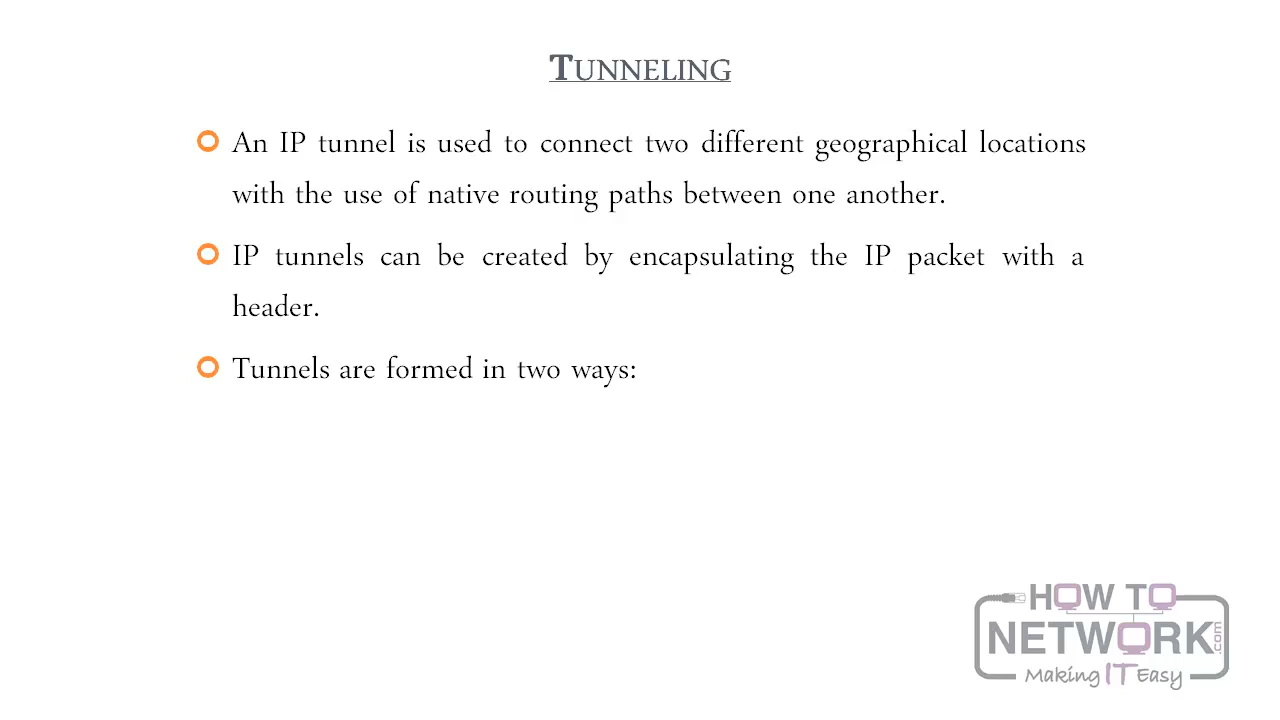 TUNNELING
An IP tunnel is used to connect two different geographical locations
with the use of native routing paths between one another.
IP tunnels can be created by encapsulating the IP packet with a
header.
Tunnels are formed in two ways:
HOW TO
NETWORK.com
Making IT Easy